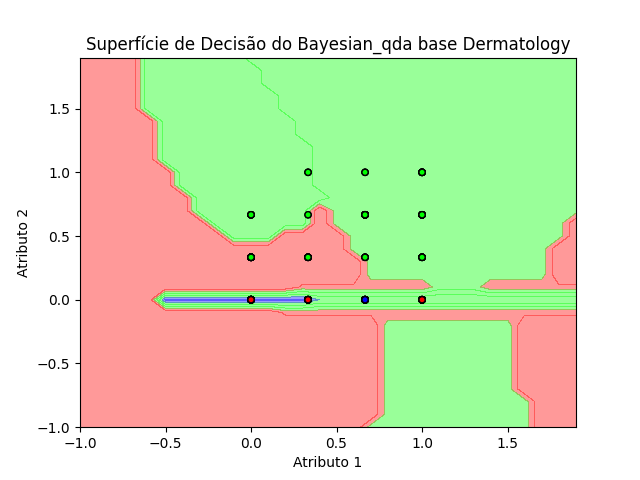 Superfície de Decisão do Bayesian_qda base Dermatology
1.5
1.0
0.5
0.0
−0.5
−1.0
Atributo 2
−1.0 −0.5 0.0 0.5 1.0 1.5
Atributo 1